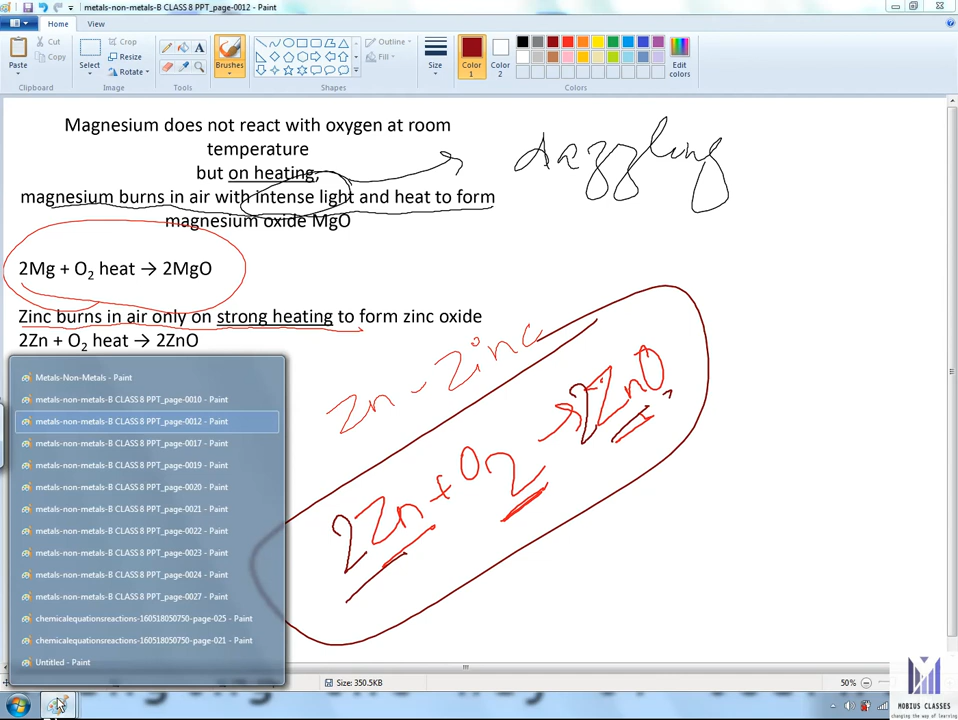 metals-non-metals-B CLASS 8 PPT_page-0012 - Paint
Home View
Paste
Cut
Copy
Clipboard
Select
Crop
Resize
Rotate
Image
A
Tools
Brushes
Shapes
Outline
Fill
Size
Color 1
Color 2
Edit colors
Colors
Magnesium does not react with oxygen at room
temperature
but on heating,
magnesium burns in air with intense light and heat to form
magnesium oxide MgO
dazzling
2Mg + O₂ heat → 2MgO
Zinc burns in air only on strong heating to form zinc oxide
2Zn + O₂ heat → 2ZnO
Zn - Zinc
2Zn + O₂ → 2ZnO
Metals-Non-Metals - Paint
metals-non-metals-B CLASS 8 PPT_page-0010 - Paint
metals-non-metals-B CLASS 8 PPT_page-0012 - Paint
metals-non-metals-B CLASS 8 PPT_page-0017 - Paint
metals-non-metals-B CLASS 8 PPT_page-0019 - Paint
metals-non-metals-B CLASS 8 PPT_page-0020 - Paint
metals-non-metals-B CLASS 8 PPT_page-0021 - Paint
metals-non-metals-B CLASS 8 PPT_page-0022 - Paint
metals-non-metals-B CLASS 8 PPT_page-0023 - Paint
metals-non-metals-B CLASS 8 PPT_page-0024 - Paint
metals-non-metals-B CLASS 8 PPT_page-0027 - Paint
chemicalequationsreactions-160518050750-page-025 - Paint
chemicalequationsreactions-160518050750-page-021 - Paint
Untitled - Paint
Size: 350.5KB
50%
MOBIUS CLASSES
changing the way of learning